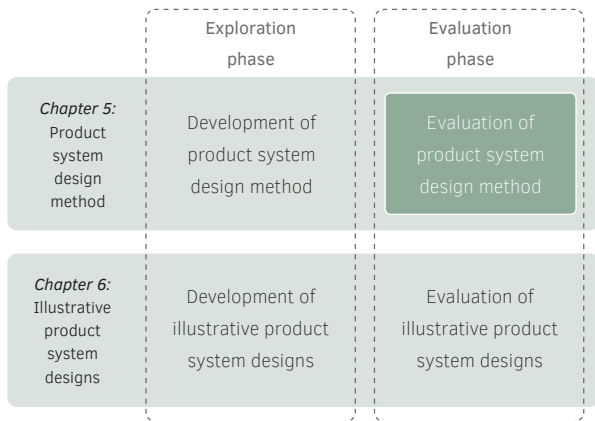 Exploration
phase
Evaluation
phase
Chapter 5:
Product
system
design
method
Development of
product system
design method
Evaluation of
product system
design method
Chapter 6:
Illustrative
product
system
designs
Development of
illustrative product
system designs
Evaluation of
illustrative product
system designs